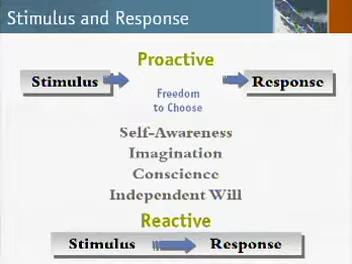 Stimulus and Response
Proactive
Stimulus
Response
Freedom
to Choose
Self-Awareness
Imagination
Conscience
Independent Will
Reactive
Stimulus
Response